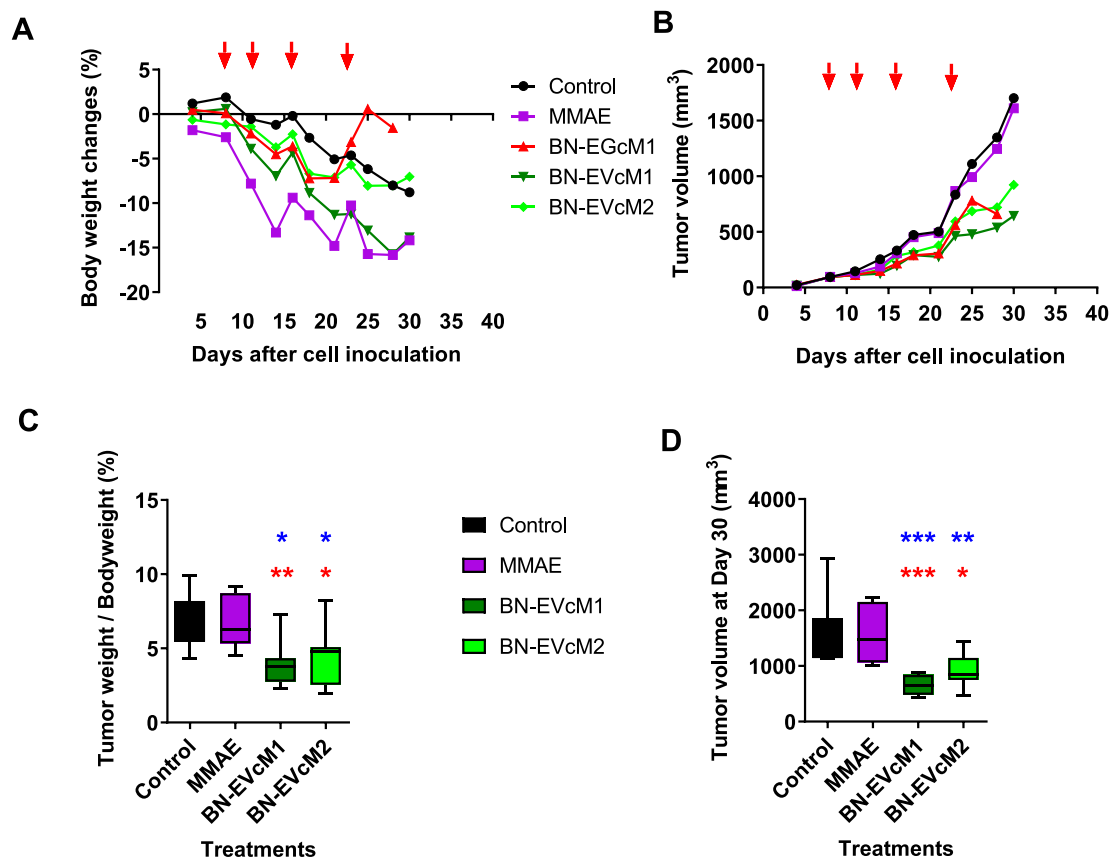 A
Body weight changes (%)
5
0
-5
-10
-15
-20
5 10 15 20 25 30 35 40
Days after cell inoculation
Control
MMAE
BN-EGcM1
BN-EVcM1
BN-EVcM2
B
Tumor volume (mm³)
2000
1500
1000
500
0
0 5 10 15 20 25 30 35 40
Days after cell inoculation
C
Tumor weight / Bodyweight (%)
15
10
5
0
* *
** *
Control
MMAE
BN-EVcM1
BN-EVcM2
Treatments
Control
MMAE
BN-EVcM1
BN-EVcM2
D
Tumor volume at Day 30 (mm³)
4000
3000
2000
1000
0
*** **
*** *
Control
MMAE
BN-EVcM1
BN-EVcM2
Treatments